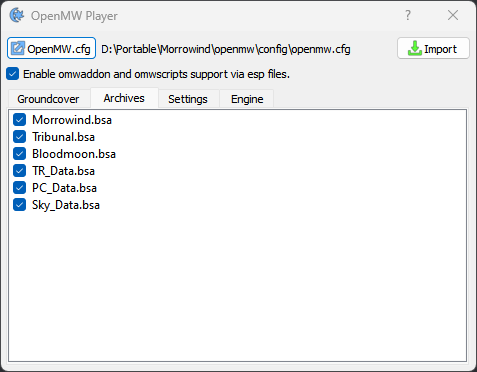 OpenMW Player
?
OpenMW.cfg D:\Portable\Morrowind\openmw\config\openmw.cfg Import
Enable omwaddon and omwscripts support via esp files.
Groundcover Archives Settings Engine
Morrowind.bsa
Tribunal.bsa
Bloodmoon.bsa
TR_Data.bsa
PC_Data.bsa
Sky_Data.bsa